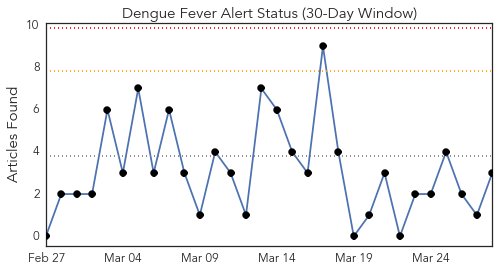 Dengue Fever Alert Status (30-Day Window)
Articles Found
10
8
6
4
2
0
Feb 27 Mar 04 Mar 09 Mar 14 Mar 19 Mar 24